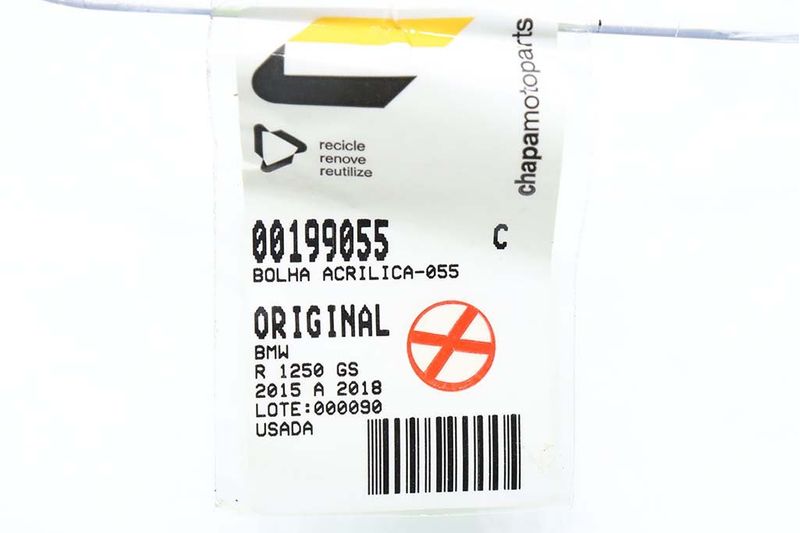 chapamotoparts
recicle
renove
reutilize
00199055 C
BOLHA ACRILICA-055
ORIGINAL
BMW
R 1250 GS
2015 A 2018
LOTE:000090
USADA